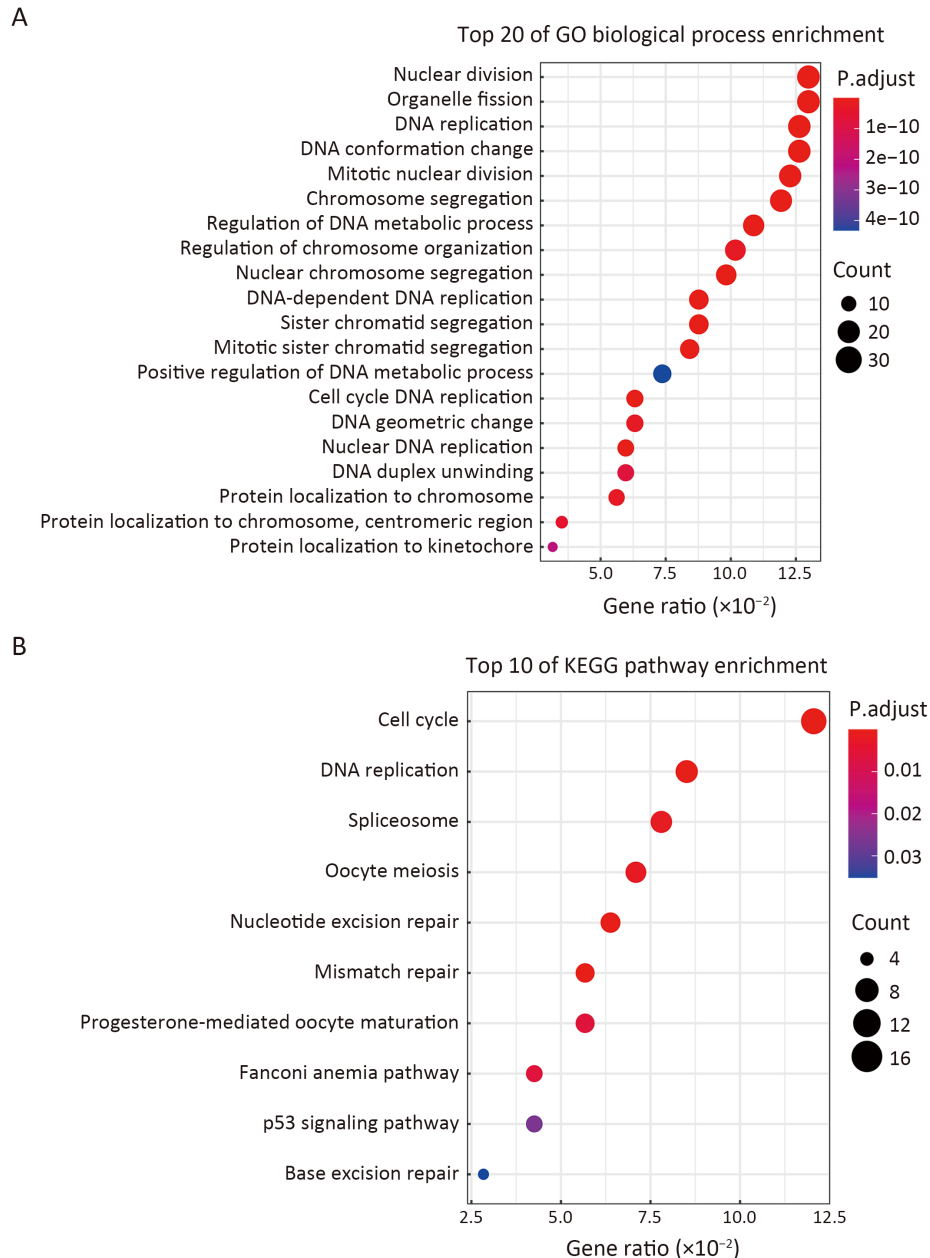 A
Top 20 of GO biological process enrichment
Nuclear division
Organelle fission
DNA replication
DNA conformation change
Mitotic nuclear division
Chromosome segregation
Regulation of DNA metabolic process
Regulation of chromosome organization
Nuclear chromosome segregation
DNA-dependent DNA replication
Sister chromatid segregation
Mitotic sister chromatid segregation
Positive regulation of DNA metabolic process
Cell cycle DNA replication
DNA geometric change
Nuclear DNA replication
DNA duplex unwinding
Protein localization to chromosome
Protein localization to chromosome, centromeric region
Protein localization to kinetochore
5.0 7.5 10.0 12.5
Gene ratio (×10⁻²)
P.adjust
1e−10
2e−10
3e−10
4e−10
Count
10
20
30
B
Top 10 of KEGG pathway enrichment
Cell cycle
DNA replication
Spliceosome
Oocyte meiosis
Nucleotide excision repair
Mismatch repair
Progesterone-mediated oocyte maturation
Fanconi anemia pathway
p53 signaling pathway
Base excision repair
2.5 5.0 7.5 10.0 12.5
Gene ratio (×10⁻²)
P.adjust
0.01
0.02
0.03
Count
4
8
12
16